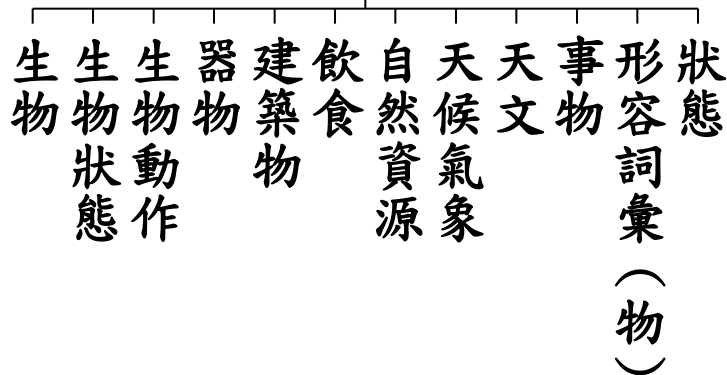 生物
生物狀態
生物動作
器物
建築物
飲食
自然資源
天候氣象
天文
事物
形容詞彙（物）
狀態